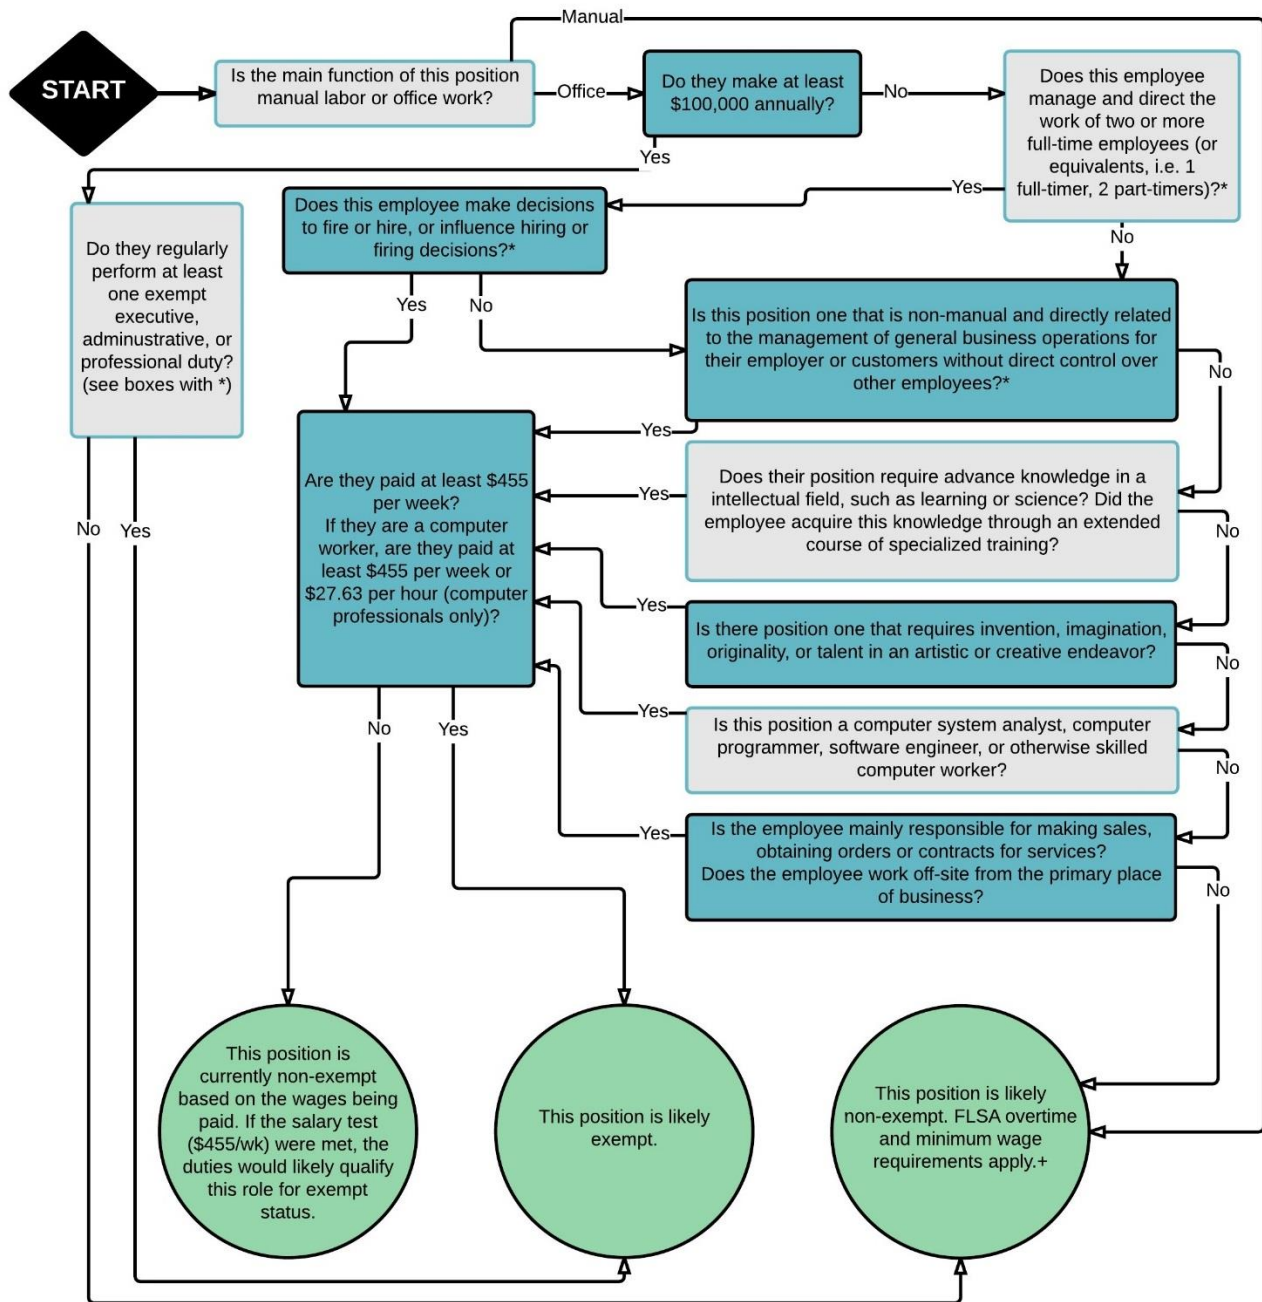 Manual
START
Is the main function of this position
manual labor or office work?
Office
Do they make at least
$100,000 annually?
No
Does this employee
manage and direct the
work of two or more
full-time employees (or
equivalents, i.e. 1
full-timer, 2 part-timers)?*
Yes
Yes
No
Does this employee make decisions
to fire or hire, or influence hiring or
firing decisions?*
Yes
No
Do they regularly
perform at least
one exempt
executive,
adminustrative, or
professional duty?
(see boxes with *)
No
Yes
Is this position one that is non-manual and directly related
to the management of general business operations for
their employer or customers without direct control over
other employees?*
Yes
No
Are they paid at least $455
per week?
If they are a computer
worker, are they paid at
least $455 per week or
$27.63 per hour (computer
professionals only)?
No
Yes
Does their position require advance knowledge in a
intellectual field, such as learning or science? Did the
employee acquire this knowledge through an extended
course of specialized training?
Yes
No
Is there position one that requires invention, imagination,
originality, or talent in an artistic or creative endeavor?
Yes
No
Is this position a computer system analyst, computer
programmer, software engineer, or otherwise skilled
computer worker?
Yes
No
Is the employee mainly responsible for making sales,
obtaining orders or contracts for services?
Does the employee work off-site from the primary place
of business?
Yes
No
This position is
currently non-exempt
based on the wages being
paid. If the salary test
($455/wk) were met, the
duties would likely qualify
this role for exempt
status.
This position is likely
exempt.
This position is likely
non-exempt. FLSA overtime
and minimum wage
requirements apply.+